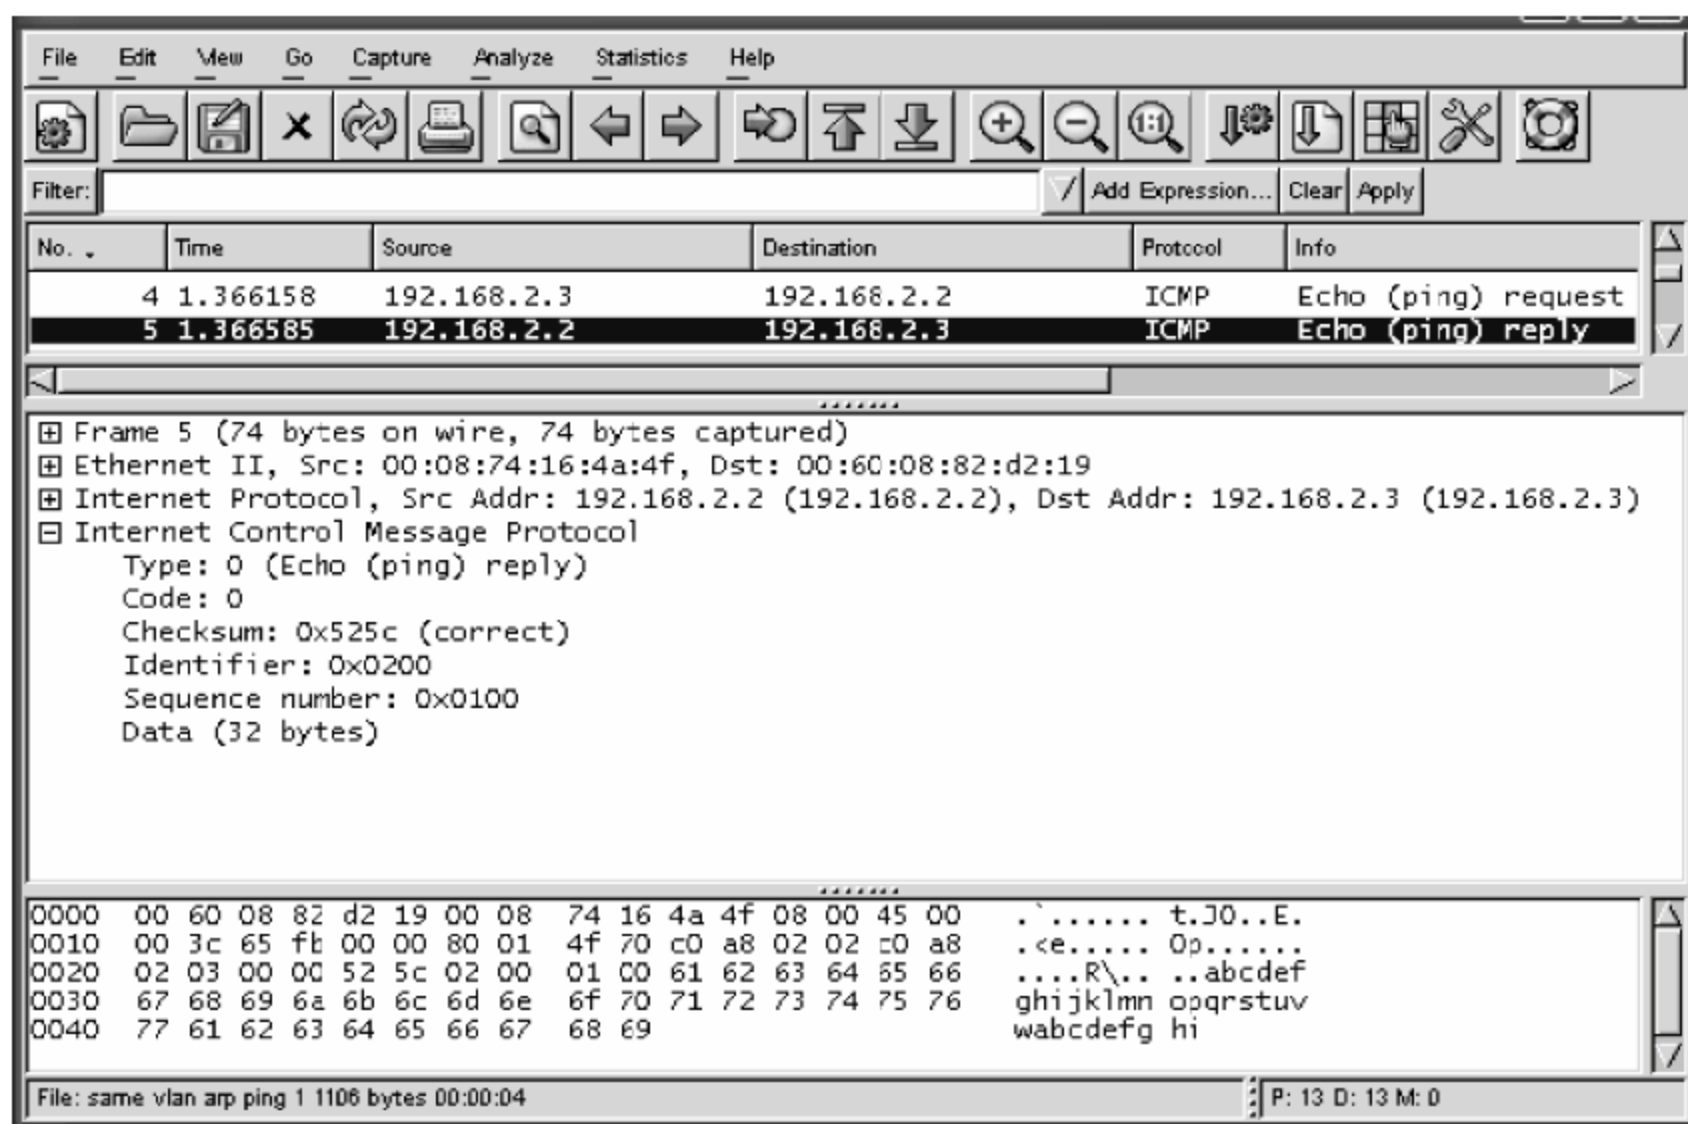 File Edit View Go Capture Analyze Statistics Help
1:1
Filter: Add Expression... Clear Apply
No. Time Source Destination Protocol Info
4 1.366158 192.168.2.3 192.168.2.2 ICMP Echo (ping) request
5 1.366585 192.168.2.2 192.168.2.3 ICMP Echo (ping) reply
Frame 5 (74 bytes on wire, 74 bytes captured)
Ethernet II, Src: 00:08:74:16:4a:4f, Dst: 00:60:08:82:d2:19
Internet Protocol, Src Addr: 192.168.2.2 (192.168.2.2), Dst Addr: 192.168.2.3 (192.168.2.3)
Internet Control Message Protocol
Type: 0 (Echo (ping) reply)
Code: 0
Checksum: 0x525c (correct)
Identifier: 0x0200
Sequence number: 0x0100
Data (32 bytes)
0000 00 60 08 82 d2 19 00 08 74 16 4a 4f 08 00 45 00 .`...... t.JO..E.
0010 00 3c 65 fb 00 00 80 01 4f 70 c0 a8 02 02 c0 a8 .<e..... Op......
0020 02 03 00 00 52 5c 02 00 01 00 61 62 63 64 65 66 ....R\.. ..abcdef
0030 67 68 69 6a 6b 6c 6d 6e 6f 70 71 72 73 74 75 76 ghijklmn opqrstuv
0040 77 61 62 63 64 65 66 67 68 69 wabcdefg hi
File: same vlan arp ping 1 1106 bytes 00:00:04 P: 13 D: 13 M: 0